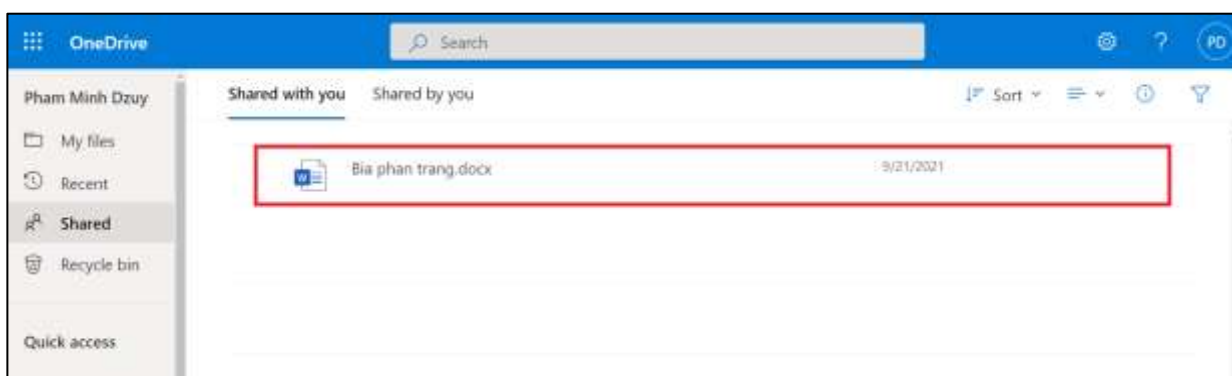 OneDrive
Search
PD
Pham Minh Dzuy
My files
Recent
Shared
Recycle bin
Quick access
Shared with you
Shared by you
Sort
Bia phan trang.docx
9/21/2021